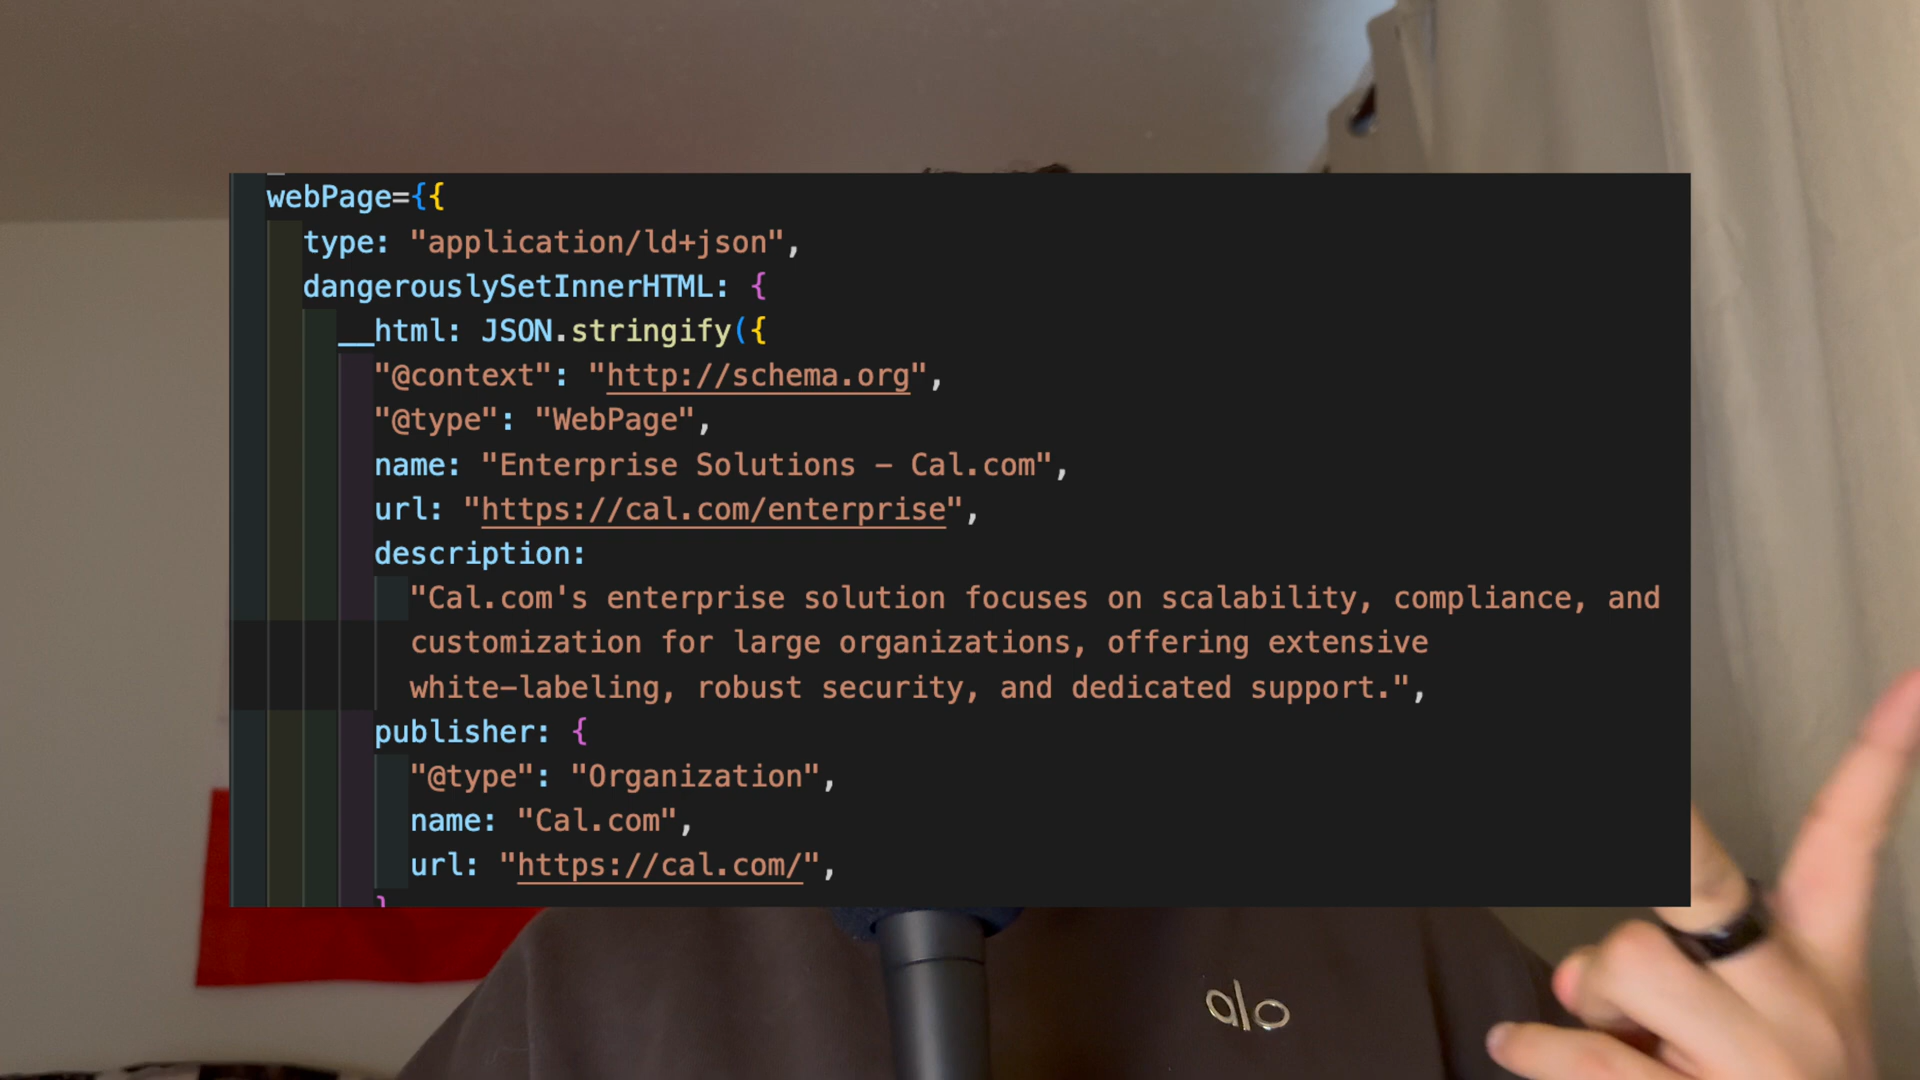 webPage={{
type: "application/ld+json",
dangerouslySetInnerHTML: {
__html: JSON.stringify({
"@context": "http://schema.org",
"@type": "WebPage",
name: "Enterprise Solutions – Cal.com",
url: "https://cal.com/enterprise",
description:
"Cal.com's enterprise solution focuses on scalability, compliance, and
customization for large organizations, offering extensive
white–labeling, robust security, and dedicated support.",
publisher: {
"@type": "Organization",
name: "Cal.com",
url: "https://cal.com/",
}
alo